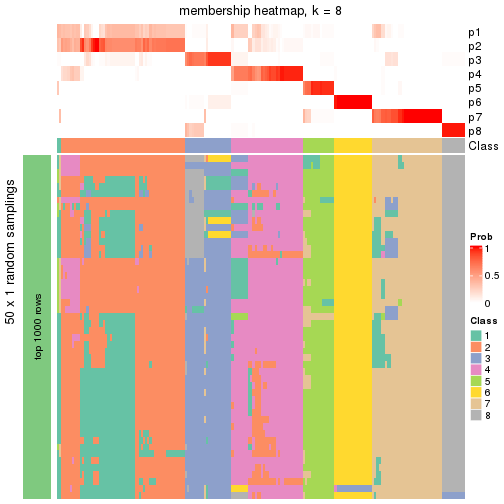 membership heatmap, k = 8
p1
p2
p3
p4
p5
p6
p7
p8
Class
50 x 1 random samplings
top 1000 rows
Prob
1
0.5
0
Class
1
2
3
4
5
6
7
8